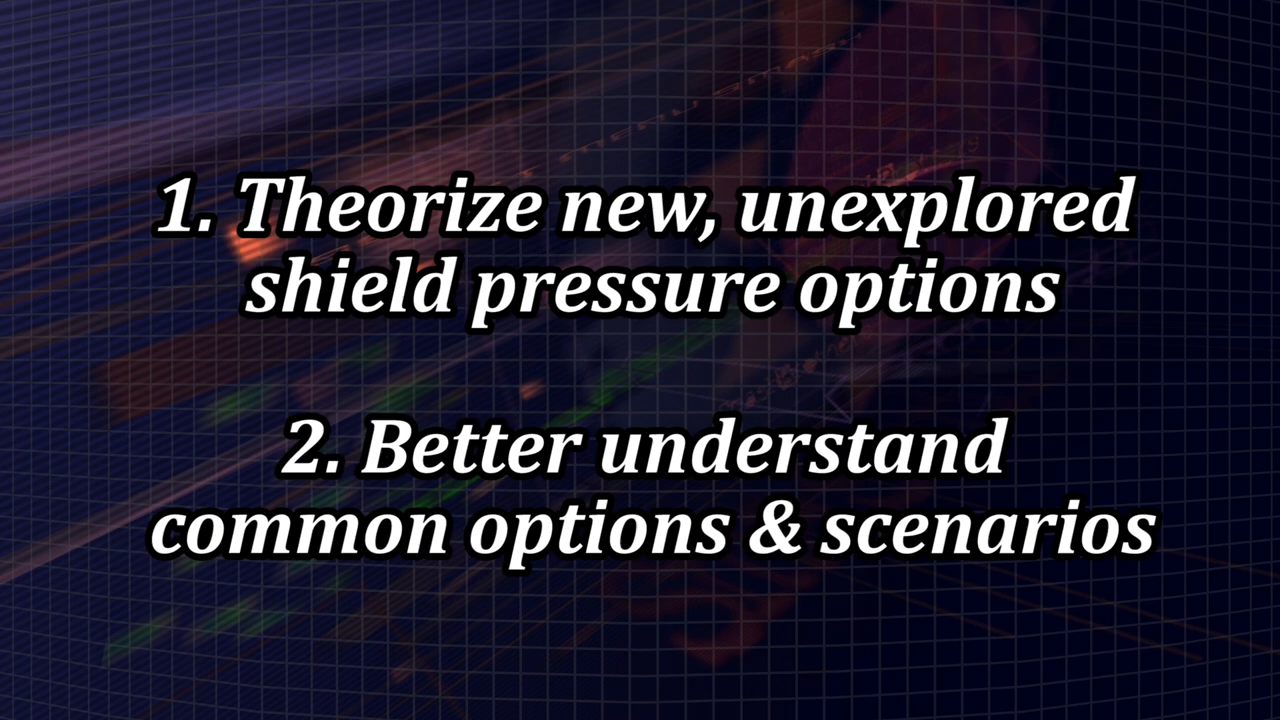 1. Theorize new, unexplored
shield pressure options
2. Better understand
common options & scenarios